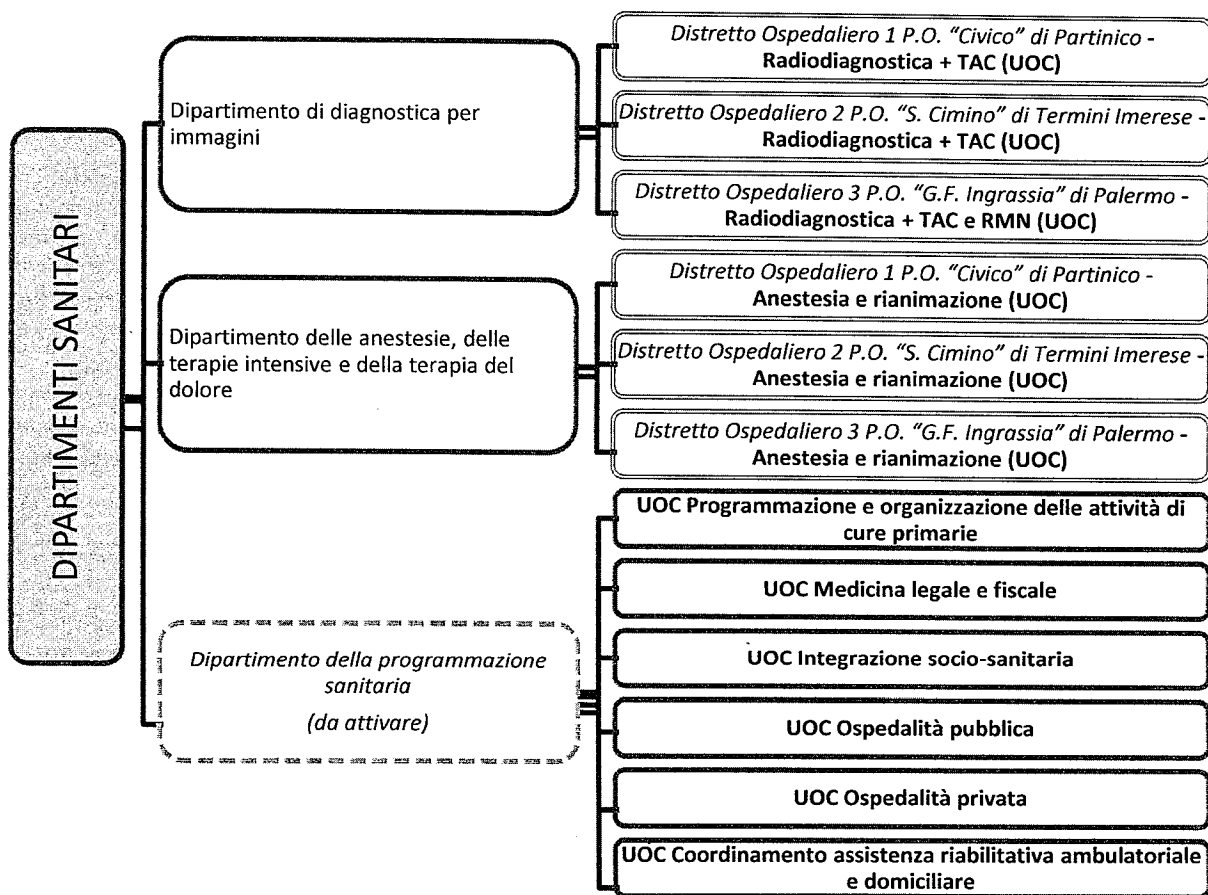 DIPARTIMENTI SANITARI
Dipartimento di diagnostica per
immagini
Distretto Ospedaliero 1 P.O. "Civico" di Partinico -
Radiodiagnostica + TAC (UOC)
Distretto Ospedaliero 2 P.O. "S. Cimino" di Termini Imerese -
Radiodiagnostica + TAC (UOC)
Distretto Ospedaliero 3 P.O. "G.F. Ingrassia" di Palermo -
Radiodiagnostica + TAC e RMN (UOC)
Dipartimento delle anestesie, delle
terapie intensive e della terapia del
dolore
Distretto Ospedaliero 1 P.O. "Civico" di Partinico -
Anestesia e rianimazione (UOC)
Distretto Ospedaliero 2 P.O. "S. Cimino" di Termini Imerese -
Anestesia e rianimazione (UOC)
Distretto Ospedaliero 3 P.O. "G.F. Ingrassia" di Palermo -
Anestesia e rianimazione (UOC)
Dipartimento della programmazione
sanitaria
(da attivare)
UOC Programmazione e organizzazione delle attività di
cure primarie
UOC Medicina legale e fiscale
UOC Integrazione socio-sanitaria
UOC Ospedalità pubblica
UOC Ospedalità privata
UOC Coordinamento assistenza riabilitativa ambulatoriale
e domiciliare